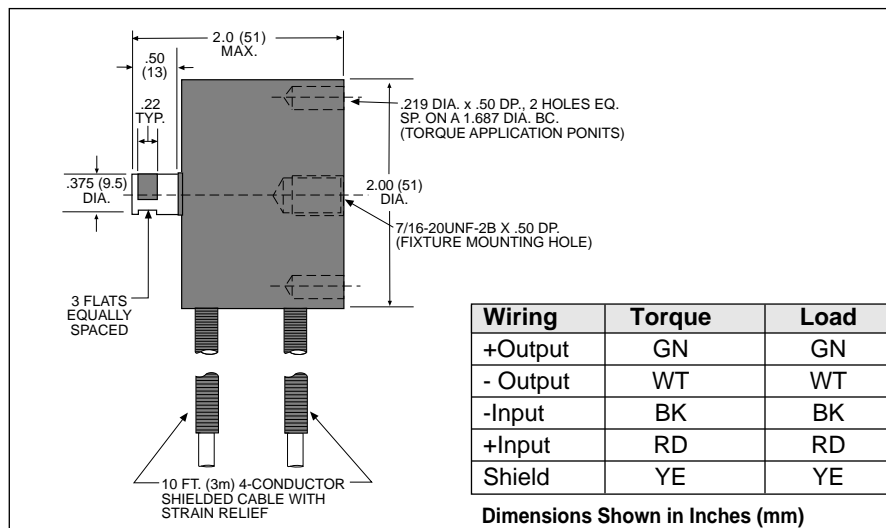 2.0 (51)
MAX.
.50
(13)
.22
TYP.
.375 (9.5)
DIA.
3 FLATS
EQUALLY
SPACED
.219 DIA. x .50 DP., 2 HOLES EQ.
SP. ON A 1.687 DIA. BC.
(TORQUE APPLICATION PONITS)
2.00 (51)
DIA.
7/16-20UNF-2B X .50 DP.
(FIXTURE MOUNTING HOLE)
10 FT. (3m) 4-CONDUCTOR
SHIELDED CABLE WITH
STRAIN RELIEF
Wiring Torque Load
+Output GN GN
- Output WT WT
-Input BK BK
+Input RD RD
Shield YE YE
Dimensions Shown in Inches (mm)